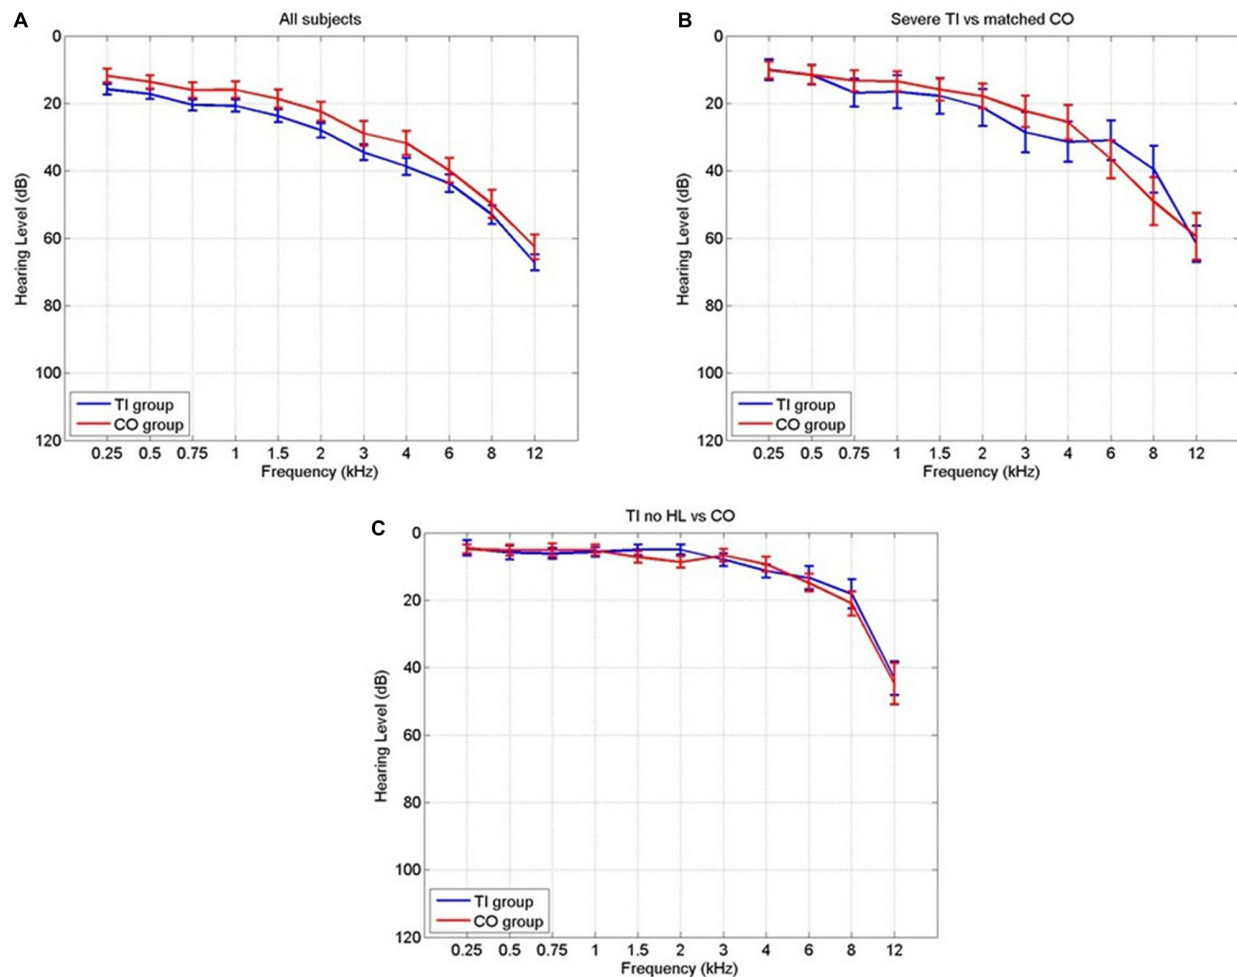 A
All subjects
0
20
40
60
80
100
120
Hearing Level (dB)
TI group
CO group
0.25 0.5 0.75 1 1.5 2 3 4 6 8 12
Frequency (kHz)
B
Severe TI vs matched CO
0
20
40
60
80
100
120
Hearing Level (dB)
TI group
CO group
0.25 0.5 0.75 1 1.5 2 3 4 6 8 12
Frequency (kHz)
C
TI no HL vs CO
0
20
40
60
80
100
120
Hearing Level (dB)
TI group
CO group
0.25 0.5 0.75 1 1.5 2 3 4 6 8 12
Frequency (kHz)